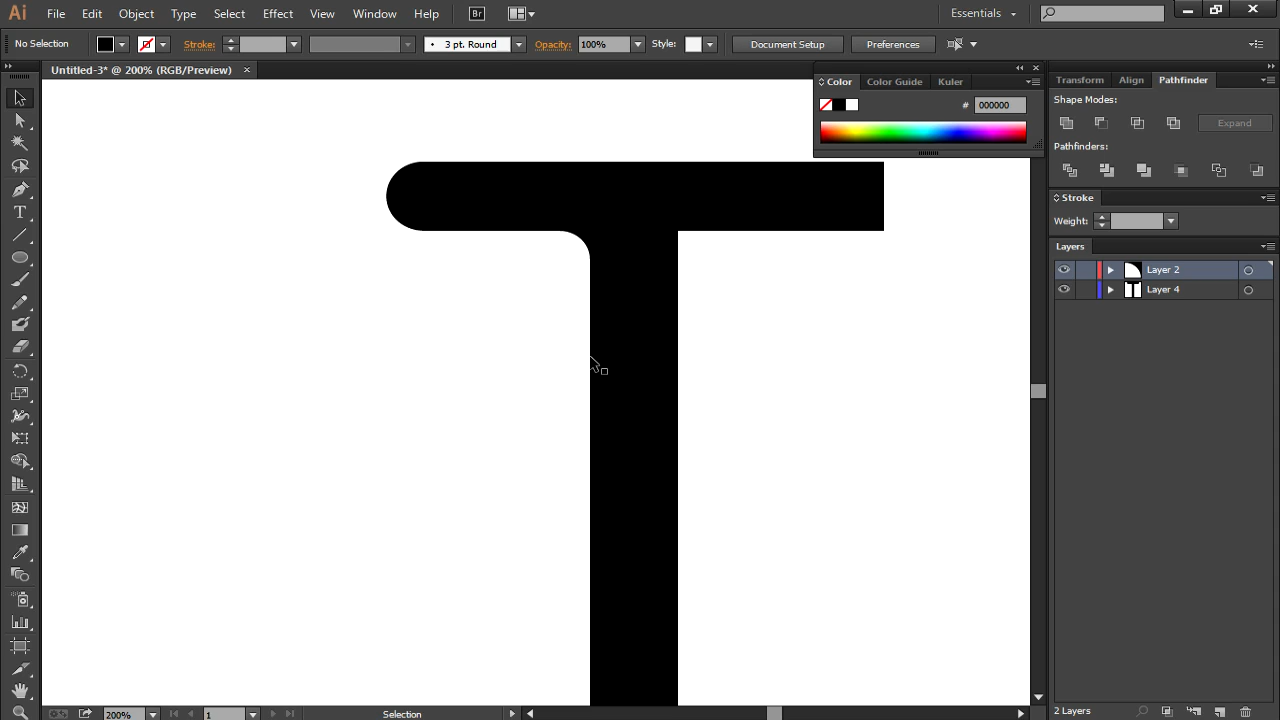 Ai File Edit Object Type Select Effect View Window Help Br Essentials
No Selection Stroke: 3 pt. Round Opacity: 100% Style: Document Setup Preferences
Untitled-3* @ 200% (RGB/Preview) ×
Color Color Guide Kuler
# 000000
Transform Align Pathfinder
Shape Modes:
Expand
Pathfinders:
Stroke
Weight:
Layers
Layer 2
Layer 4
T
200% 1 Selection
2 Layers